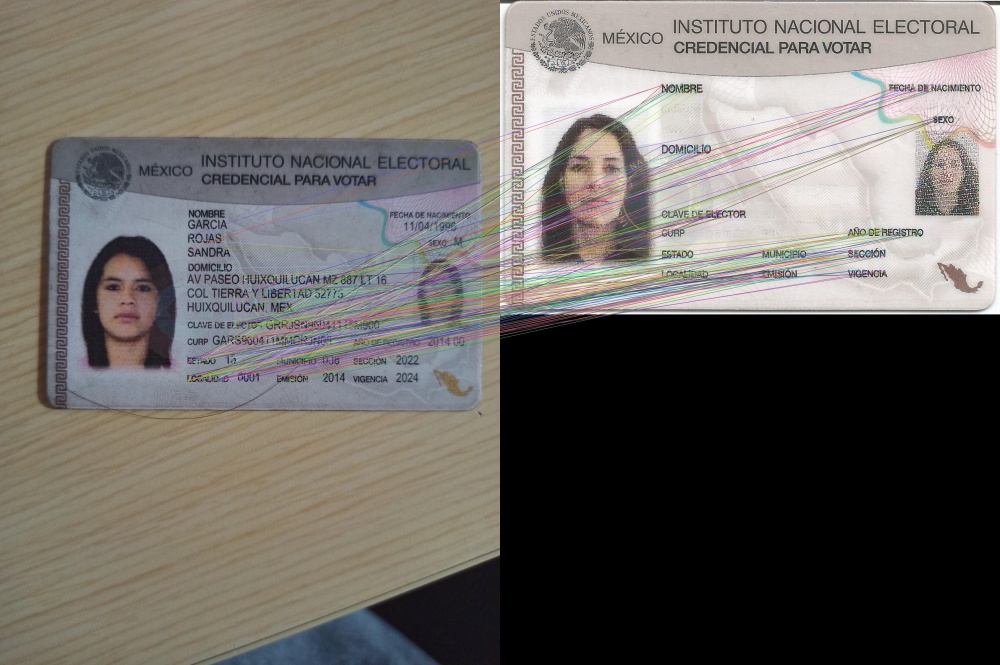 MÉXICO
INSTITUTO NACIONAL ELECTORAL
CREDENCIAL PARA VOTAR
NOMBRE
GARCIA
ROJAS
SANDRA
FECHA DE NACIMIENTO
11/04/1996
SEXO M
DOMICILIO
AV PASEO HUIXQUILUCAN MZ 887 LT 16
COL TIERRA Y LIBERTAD 52775
HUIXQUILUCAN, MEX.
CLAVE DE ELECTOR
CURP AÑO DE REGISTRO 2014 00
ESTADO 15 MUNICIPIO 038 SECCIÓN 2022
LOCALIDAD 0001 EMISIÓN 2014 VIGENCIA 2024
ESTADOS UNIDOS MEXICANOS
MÉXICO
INSTITUTO NACIONAL ELECTORAL
CREDENCIAL PARA VOTAR
NOMBRE
FECHA DE NACIMIENTO
SEXO
DOMICILIO
CLAVE DE ELECTOR
CURP AÑO DE REGISTRO
ESTADO MUNICIPIO SECCIÓN
LOCALIDAD EMISIÓN VIGENCIA